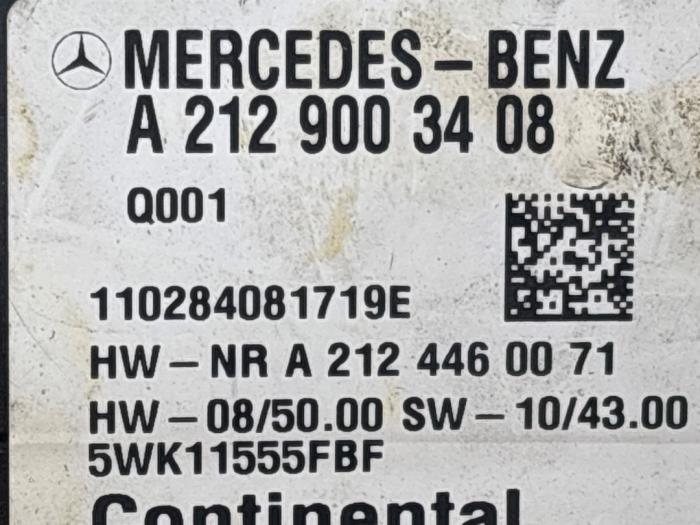 MERCEDES-BENZ
A 212 900 34 08
Q001
110284081719E
HW-NR A 212 446 00 71
HW-08/50.00 SW-10/43.00
5WK11555FBF
Continental